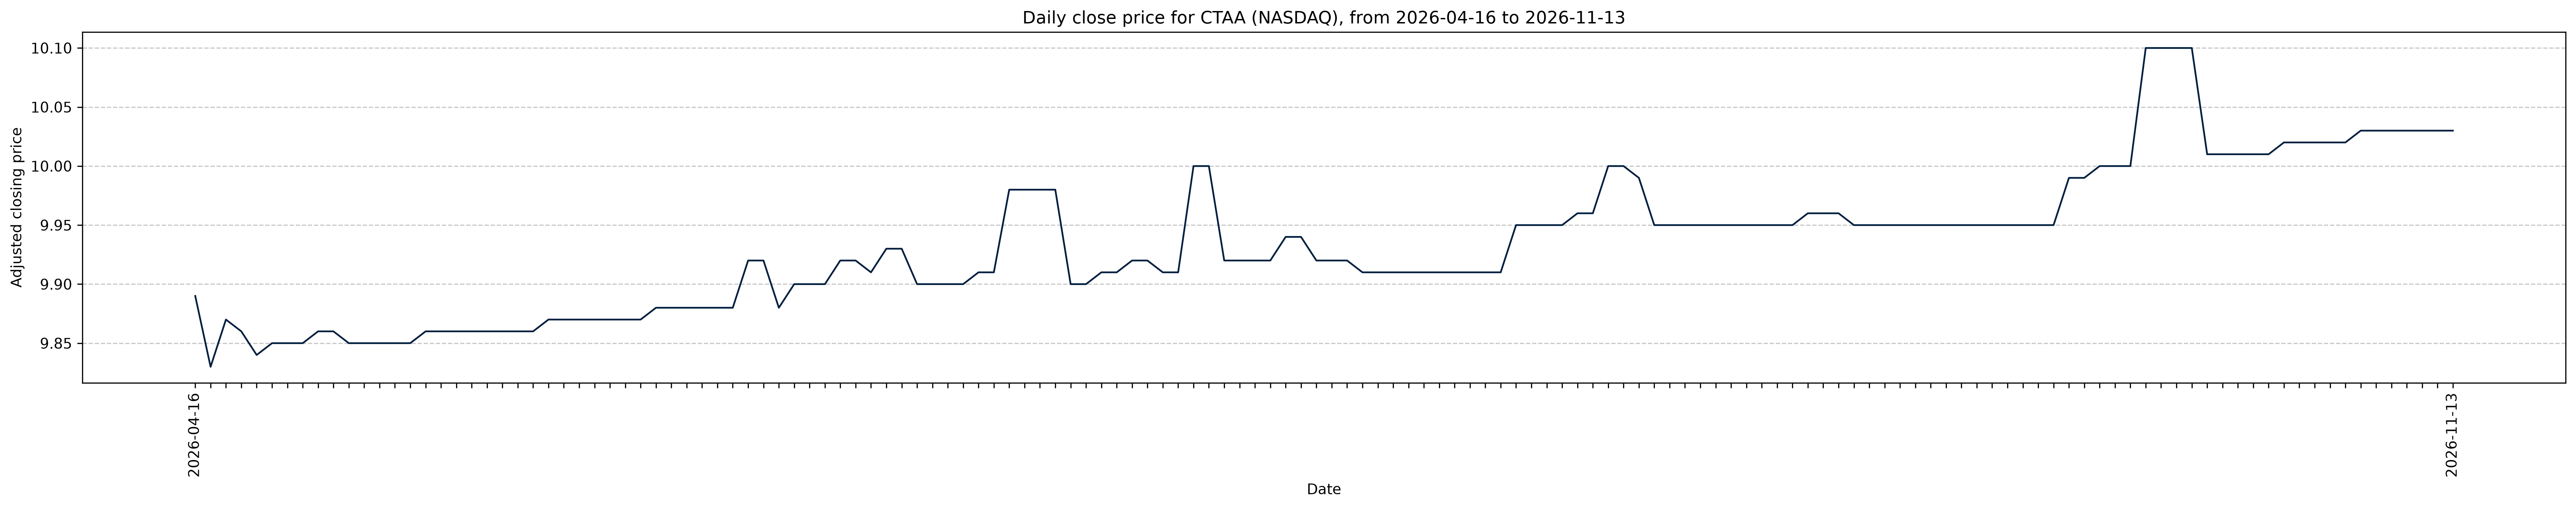 Daily close price for CTAA (NASDAQ), from 2026-04-16 to 2026-11-13
Adjusted closing price
10.10
10.05
10.00
9.95
9.90
9.85
2026-04-16
2026-11-13
Date